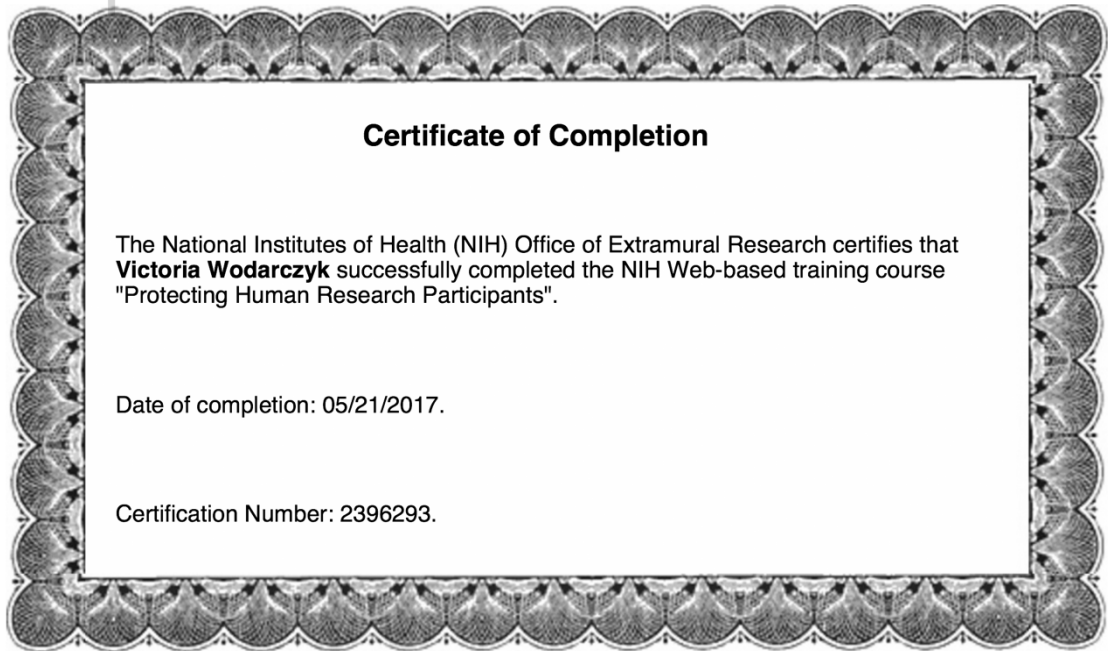 Certificate of Completion
The National Institutes of Health (NIH) Office of Extramural Research certifies that
Victoria Wodarczyk successfully completed the NIH Web-based training course
"Protecting Human Research Participants".
Date of completion: 05/21/2017.
Certification Number: 2396293.